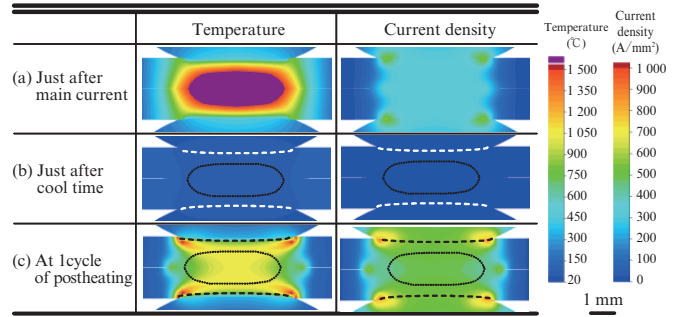 Temperature
Current density
(a) Just after
main current
(b) Just after
cool time
(c) At 1cycle
of postheating
Temperature
(℃)
1 500
1 350
1 200
1 050
900
750
600
450
300
150
20
Current
density
(A/mm²)
1 000
900
800
700
600
500
400
300
200
100
0
1 mm